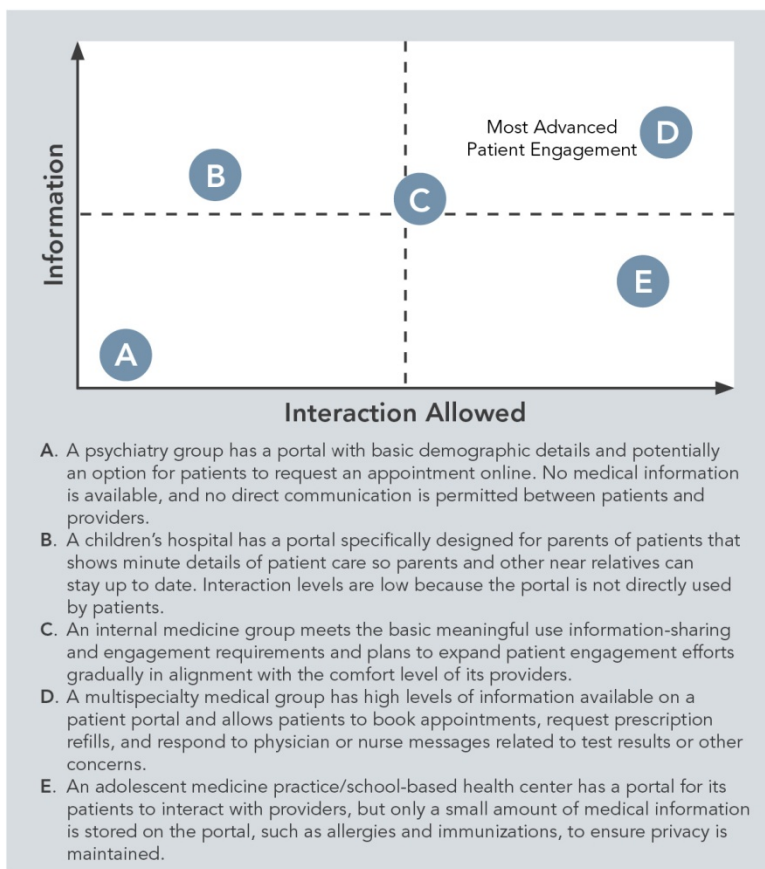 Most Advanced
Patient Engagement
D
B
C
Information
E
A
Interaction Allowed
A. A psychiatry group has a portal with basic demographic details and potentially
an option for patients to request an appointment online. No medical information
is available, and no direct communication is permitted between patients and
providers.
B. A children’s hospital has a portal specifically designed for parents of patients that
shows minute details of patient care so parents and other near relatives can
stay up to date. Interaction levels are low because the portal is not directly used
by patients.
C. An internal medicine group meets the basic meaningful use information-sharing
and engagement requirements and plans to expand patient engagement efforts
gradually in alignment with the comfort level of its providers.
D. A multispecialty medical group has high levels of information available on a
patient portal and allows patients to book appointments, request prescription
refills, and respond to physician or nurse messages related to test results or other
concerns.
E. An adolescent medicine practice/school-based health center has a portal for its
patients to interact with providers, but only a small amount of medical information
is stored on the portal, such as allergies and immunizations, to ensure privacy is
maintained.